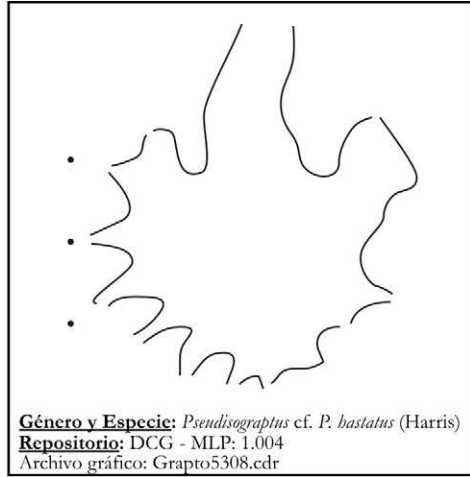 Género y Especie: Pseudisograptus cf. P. hastatus (Harris)
Repositorio: DCG - MLP: 1.004
Archivo gráfico: Grapto5308.cdr